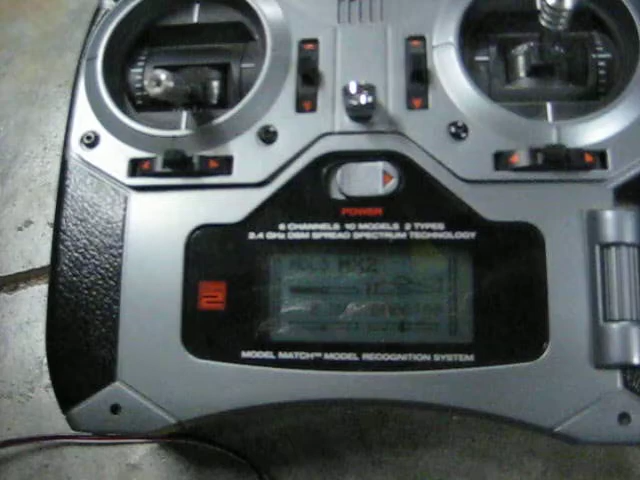 POWER
6 CHANNELS 10 MODELS 2 TYPES
2.4 GHz DSM SPREAD SPECTRUM TECHNOLOGY
MODEL MATCH™ MODEL RECOGNITION SYSTEM